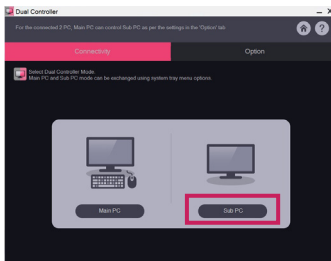 Dual Controller
For the connected 2 PC, Main PC can control Sub PC as per the settings in the 'Option' tab.
Connectivity
Option
Select Dual Controller Mode.
Main PC and Sub PC mode can be exchanged using system tray menu options.
Main PC
Sub PC